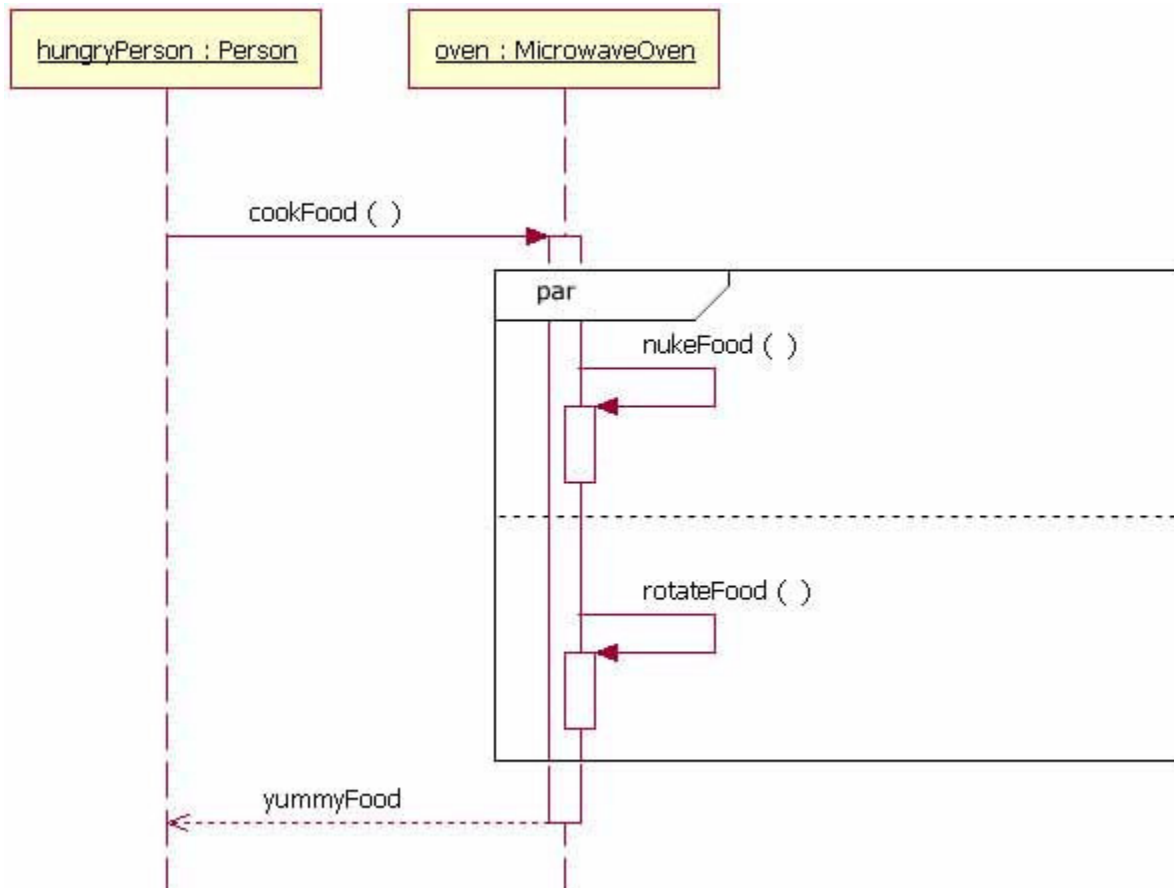 hungryPerson : Person
oven : MicrowaveOven
cookFood ( )
par
nukeFood ( )
rotateFood ( )
yummyFood